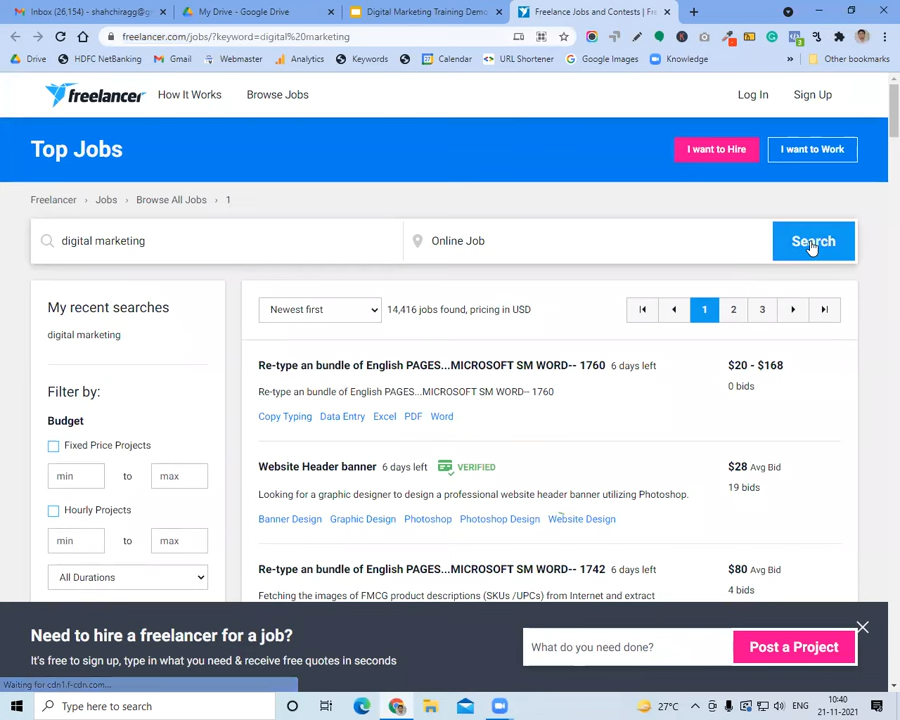 Inbox (26,154) - shahchiragg@g
My Drive - Google Drive
Digital Marketing Training Demo
Freelance Jobs and Contests | Fre
freelancer.com/jobs/?keyword=digital%20marketing
Drive
HDFC NetBanking
Gmail
Webmaster
Analytics
Keywords
Calendar
URL Shortener
Google Images
Knowledge
»
Other bookmarks
freelancer
How It Works
Browse Jobs
Log In
Sign Up
Top Jobs
I want to Hire
I want to Work
Freelancer › Jobs › Browse All Jobs › 1
digital marketing
Online Job
Search
My recent searches
digital marketing
Filter by:
Budget
Fixed Price Projects
min to max
Hourly Projects
min to max
All Durations
Newest first
14,416 jobs found, pricing in USD
1 2 3
Re-type an bundle of English PAGES...MICROSOFT SM WORD-- 1760 6 days left
$20 - $168
Re-type an bundle of English PAGES...MICROSOFT SM WORD-- 1760
0 bids
Copy Typing Data Entry Excel PDF Word
Website Header banner 6 days left VERIFIED
$28 Avg Bid
19 bids
Looking for a graphic designer to design a professional website header banner utilizing Photoshop.
Banner Design Graphic Design Photoshop Photoshop Design Website Design
Re-type an bundle of English PAGES...MICROSOFT SM WORD-- 1742 6 days left
$80 Avg Bid
4 bids
Fetching the images of FMCG product descriptions (SKUs /UPCs) from Internet and extract
Need to hire a freelancer for a job?
It's free to sign up, type in what you need & receive free quotes in seconds
What do you need done?
Post a Project
Waiting for cdn1.f-cdn.com...
Type here to search
27°C
ENG
10:40
21-11-2021